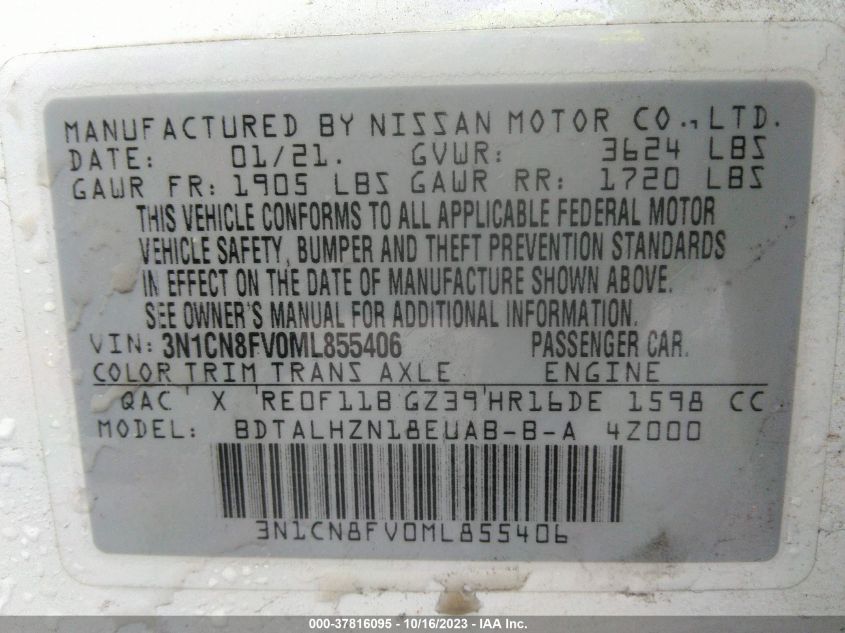 MANUFACTURED BY NISSAN MOTOR CO., LTD.
DATE: 01/21. GVWR: 3624 LBS
GAWR FR: 1905 LBS GAWR RR: 1720 LBS
THIS VEHICLE CONFORMS TO ALL APPLICABLE FEDERAL MOTOR
VEHICLE SAFETY, BUMPER AND THEFT PREVENTION STANDARDS
IN EFFECT ON THE DATE OF MANUFACTURE SHOWN ABOVE.
SEE OWNER'S MANUAL FOR ADDITIONAL INFORMATION.
VIN: 3N1CN8FV0ML855406 PASSENGER CAR.
COLOR TRIM TRANS AXLE ENGINE
QAC X RE0F11B GZ39 HR16DE 1598 CC
MODEL: BDTALHZN18EUAB-B-A 4Z000
3N1CN8FV0ML855406
000-37816095 - 10/16/2023 - IAA Inc.